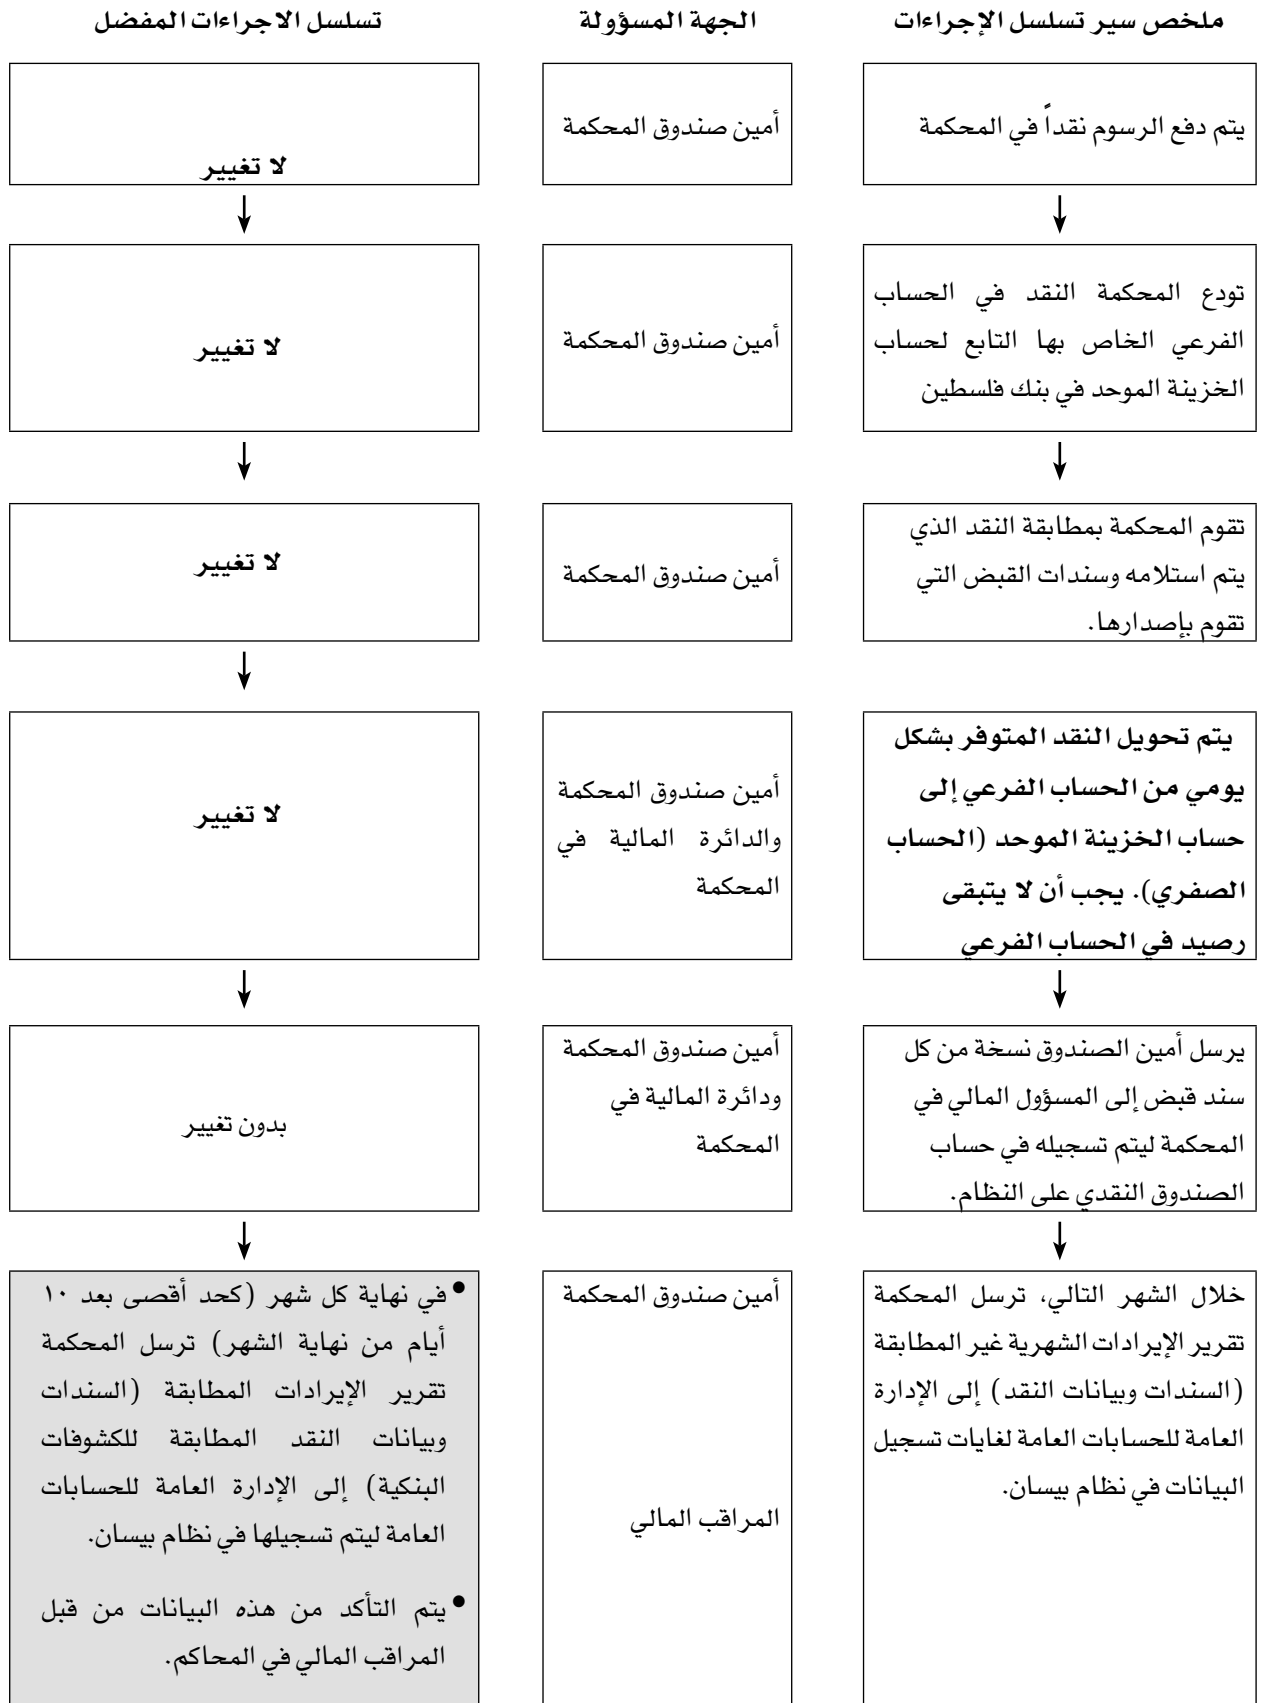 ملخص سير تسلسل الإجراءات
الجهة المسؤولة
تسلسل الاجراءات المفضل
يتم دفع الرسوم نقداً في المحكمة
أمين صندوق المحكمة
لا تغيير
تودع المحكمة النقد في الحساب
الفرعي الخاص بها التابع لحساب
الخزينة الموحد في بنك فلسطين
أمين صندوق المحكمة
لا تغيير
تقوم المحكمة بمطابقة النقد الذي
يتم استلامه وسندات القبض التي
تقوم بإصدارها.
أمين صندوق المحكمة
لا تغيير
يتم تحويل النقد المتوفر بشكل
يومي من الحساب الفرعي إلى
حساب الخزينة الموحد (الحساب
الصفري). يجب أن لا يتبقى
رصيد في الحساب الفرعي
أمين صندوق المحكمة
والدائرة المالية في
المحكمة
لا تغيير
يرسل أمين الصندوق نسخة من كل
سند قبض إلى المسؤول المالي في
المحكمة ليتم تسجيله في حساب
الصندوق النقدي على النظام.
أمين صندوق المحكمة
ودائرة المالية في
المحكمة
بدون تغيير
خلال الشهر التالي، ترسل المحكمة
تقرير الإيرادات الشهرية غير المطابقة
(السندات وبيانات النقد) إلى الإدارة
العامة للحسابات العامة لغايات تسجيل
البيانات في نظام بيسان.
أمين صندوق المحكمة
المراقب المالي
• في نهاية كل شهر (كحد أقصى بعد ١٠
أيام من نهاية الشهر) ترسل المحكمة
تقرير الإيرادات المطابقة (السندات
وبيانات النقد المطابقة للكشوفات
البنكية) إلى الإدارة العامة للحسابات
العامة ليتم تسجيلها في نظام بيسان.
• يتم التأكد من هذه البيانات من قبل
المراقب المالي في المحاكم.